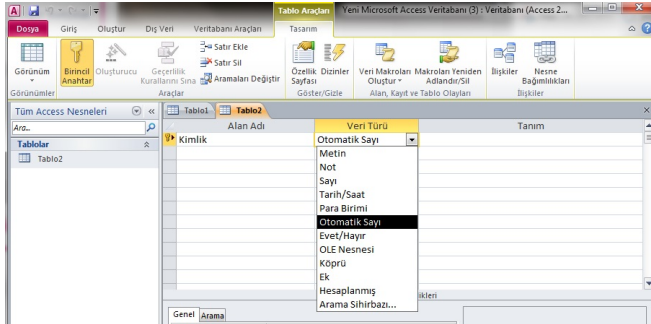 Tablo Araçları
Yeni Microsoft Access Veritabanı (3) : Veritabanı (Access 2...
Dosya Giriş Oluştur Dış Veri Veritabanı Araçları Tasarım
Görünüm
Birincil Anahtar
Oluşturucu
Geçerlilik Kurallarını Sına
Satır Ekle
Satır Sil
Aramaları Değiştir
Özellik Sayfası
Dizinler
Veri Makroları Oluştur
Makroları Yeniden Adlandır/Sil
İlişkiler
Nesne Bağımlılıkları
Görünümler Araçlar Göster/Gizle Alan, Kayıt ve Tablo Olayları İlişkiler
Tüm Access Nesneleri
Ara...
Tablolar
Tablo2
Tablo1 Tablo2
Alan Adı Veri Türü Tanım
Kimlik Otomatik Sayı
Metin
Not
Sayı
Tarih/Saat
Para Birimi
Otomatik Sayı
Evet/Hayır
OLE Nesnesi
Köprü
Ek
Hesaplanmış
Arama Sihirbazı...
ikleri
Genel Arama